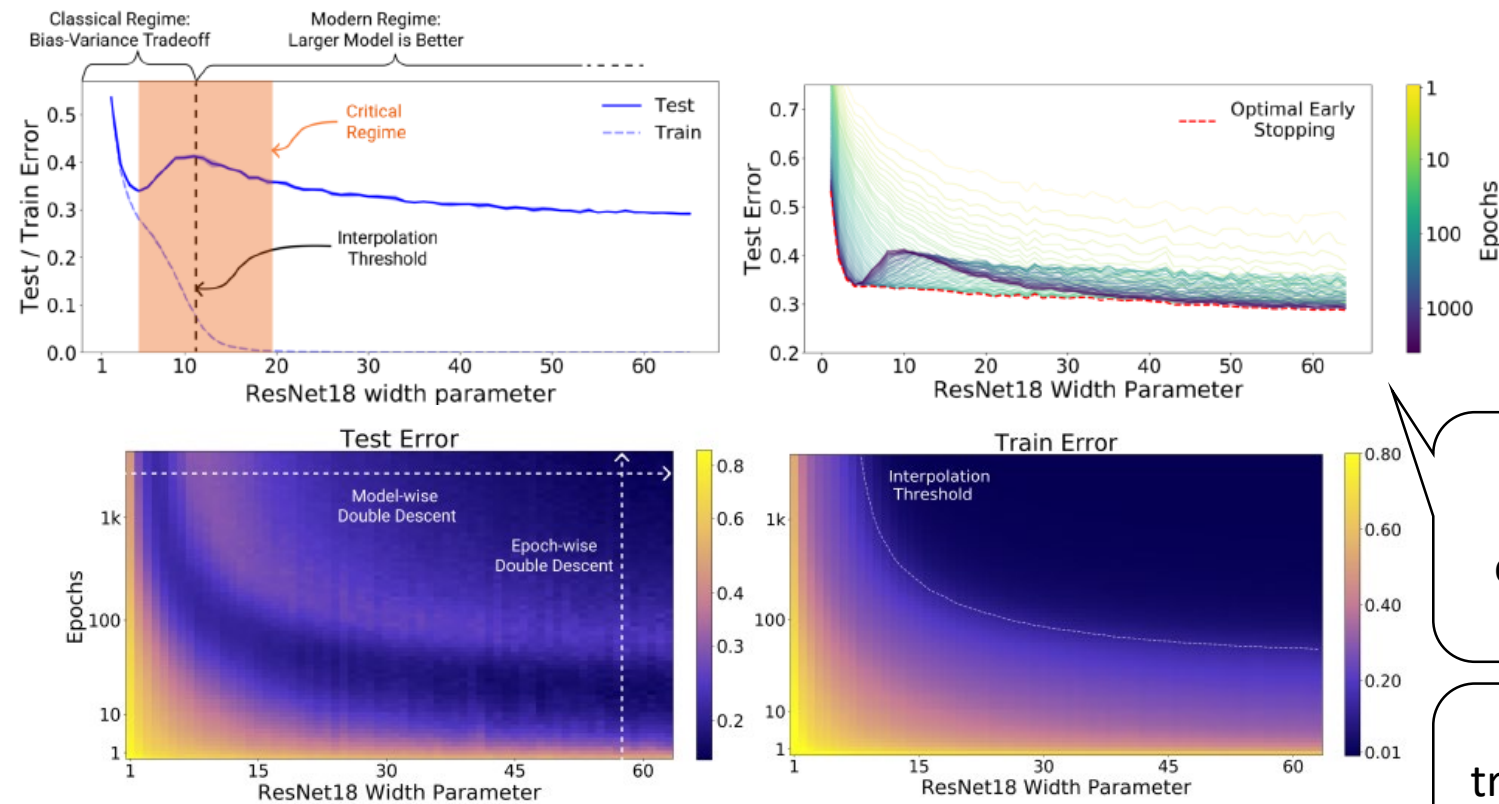 Classical Regime:
Bias-Variance Tradeoff
Modern Regime:
Larger Model is Better
Critical
Regime
Test
Train
Interpolation
Threshold
Test / Train Error
0.5
0.4
0.3
0.2
0.1
0.0
1 10 20 30 40 50 60
ResNet18 width parameter
Optimal Early
Stopping
Test Error
0.7
0.6
0.5
0.4
0.3
0.2
0 10 20 30 40 50 60
ResNet18 Width Parameter
1
10
100
1000
Epochs
Test Error
Model-wise
Double Descent
Epoch-wise
Double Descent
Epochs
1k
100
10
1
1 15 30 45 60
ResNet18 Width Parameter
0.8
0.6
0.4
0.3
0.2
Train Error
Interpolation
Threshold
1k
100
10
1
1 15 30 45 60
ResNet18 Width Parameter
0.80
0.60
0.40
0.20
0.01
tr